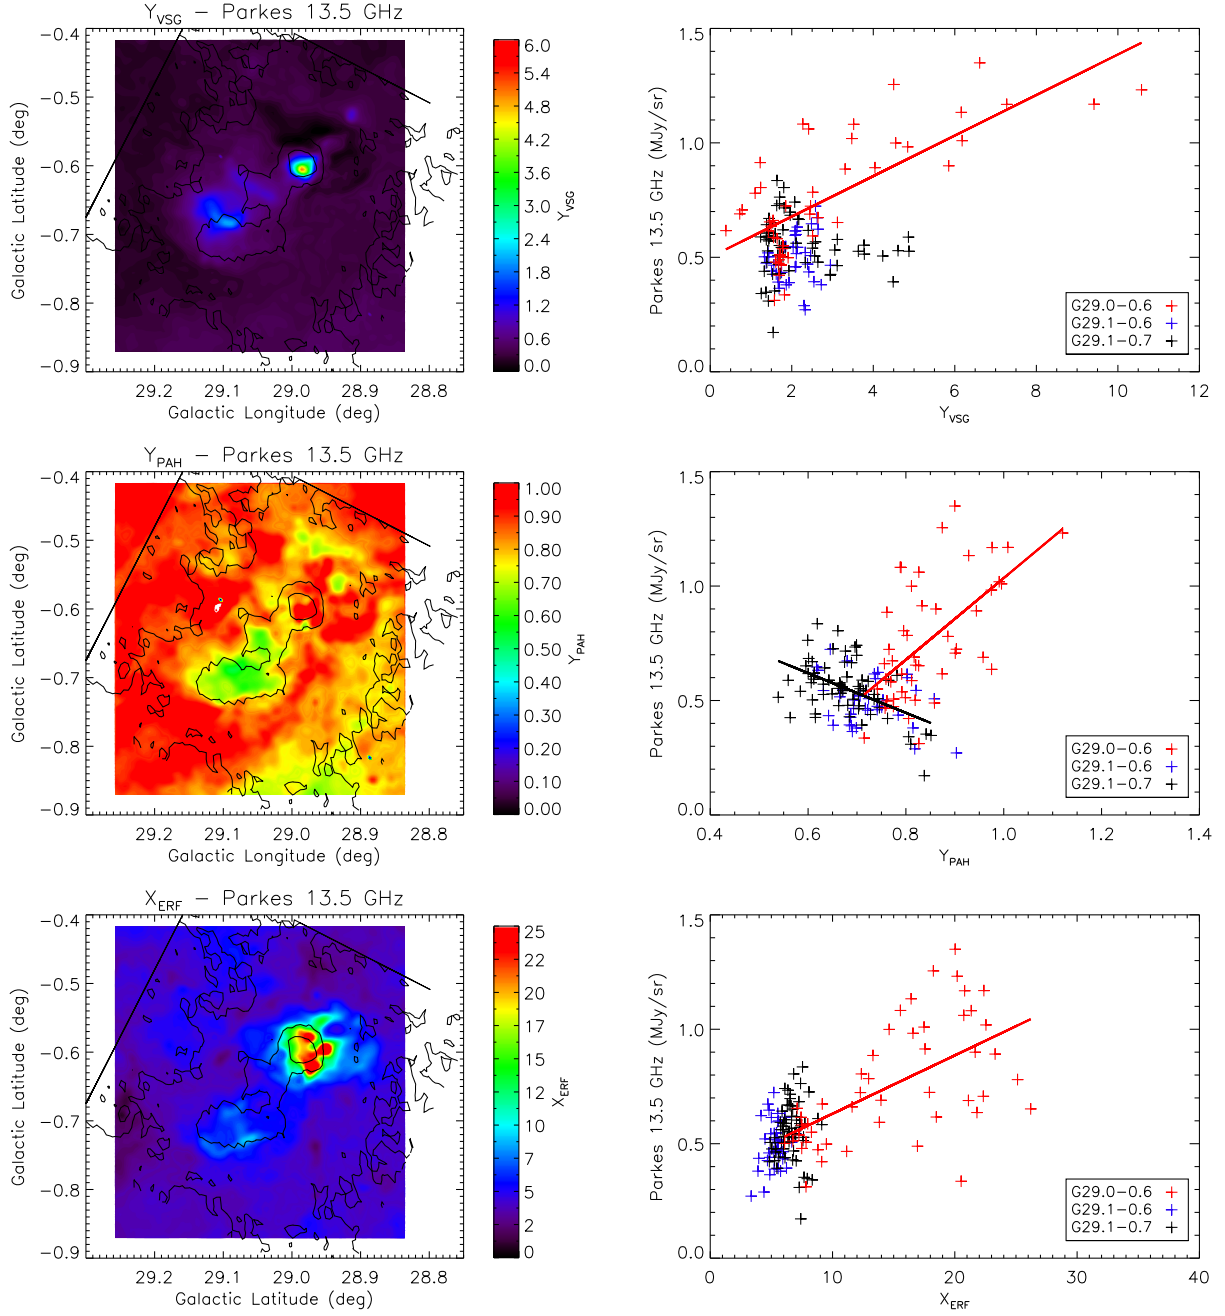 Y_VSG – Parkes 13.5 GHz
Galactic Latitude (deg)
−0.4
−0.5
−0.6
−0.7
−0.8
−0.9
29.2 29.1 29.0 28.9 28.8
Galactic Longitude (deg)
6.0
5.4
4.8
4.2
3.6
3.0
2.4
1.8
1.2
0.6
0.0
Y_VSG
Parkes 13.5 GHz (MJy/sr)
1.5
1.0
0.5
0.0
0 2 4 6 8 10 12
Y_VSG
G29.0−0.6
G29.1−0.6
G29.1−0.7
Y_PAH – Parkes 13.5 GHz
Galactic Latitude (deg)
−0.4
−0.5
−0.6
−0.7
−0.8
−0.9
29.2 29.1 29.0 28.9 28.8
Galactic Longitude (deg)
1.00
0.90
0.80
0.70
0.60
0.50
0.40
0.30
0.20
0.10
0.00
Y_PAH
Parkes 13.5 GHz (MJy/sr)
1.5
1.0
0.5
0.0
0.4 0.6 0.8 1.0 1.2 1.4
Y_PAH
G29.0−0.6
G29.1−0.6
G29.1−0.7
X_ERF – Parkes 13.5 GHz
Galactic Latitude (deg)
−0.4
−0.5
−0.6
−0.7
−0.8
−0.9
29.2 29.1 29.0 28.9 28.8
Galactic Latitude (deg)
25
22
20
17
15
12
10
7
5
2
0
X_ERF
Parkes 13.5 GHz (MJy/sr)
1.5
1.0
0.5
0.0
0 10 20 30 40
X_ERF
G29.0−0.6
G29.1−0.6
G29.1−0.7